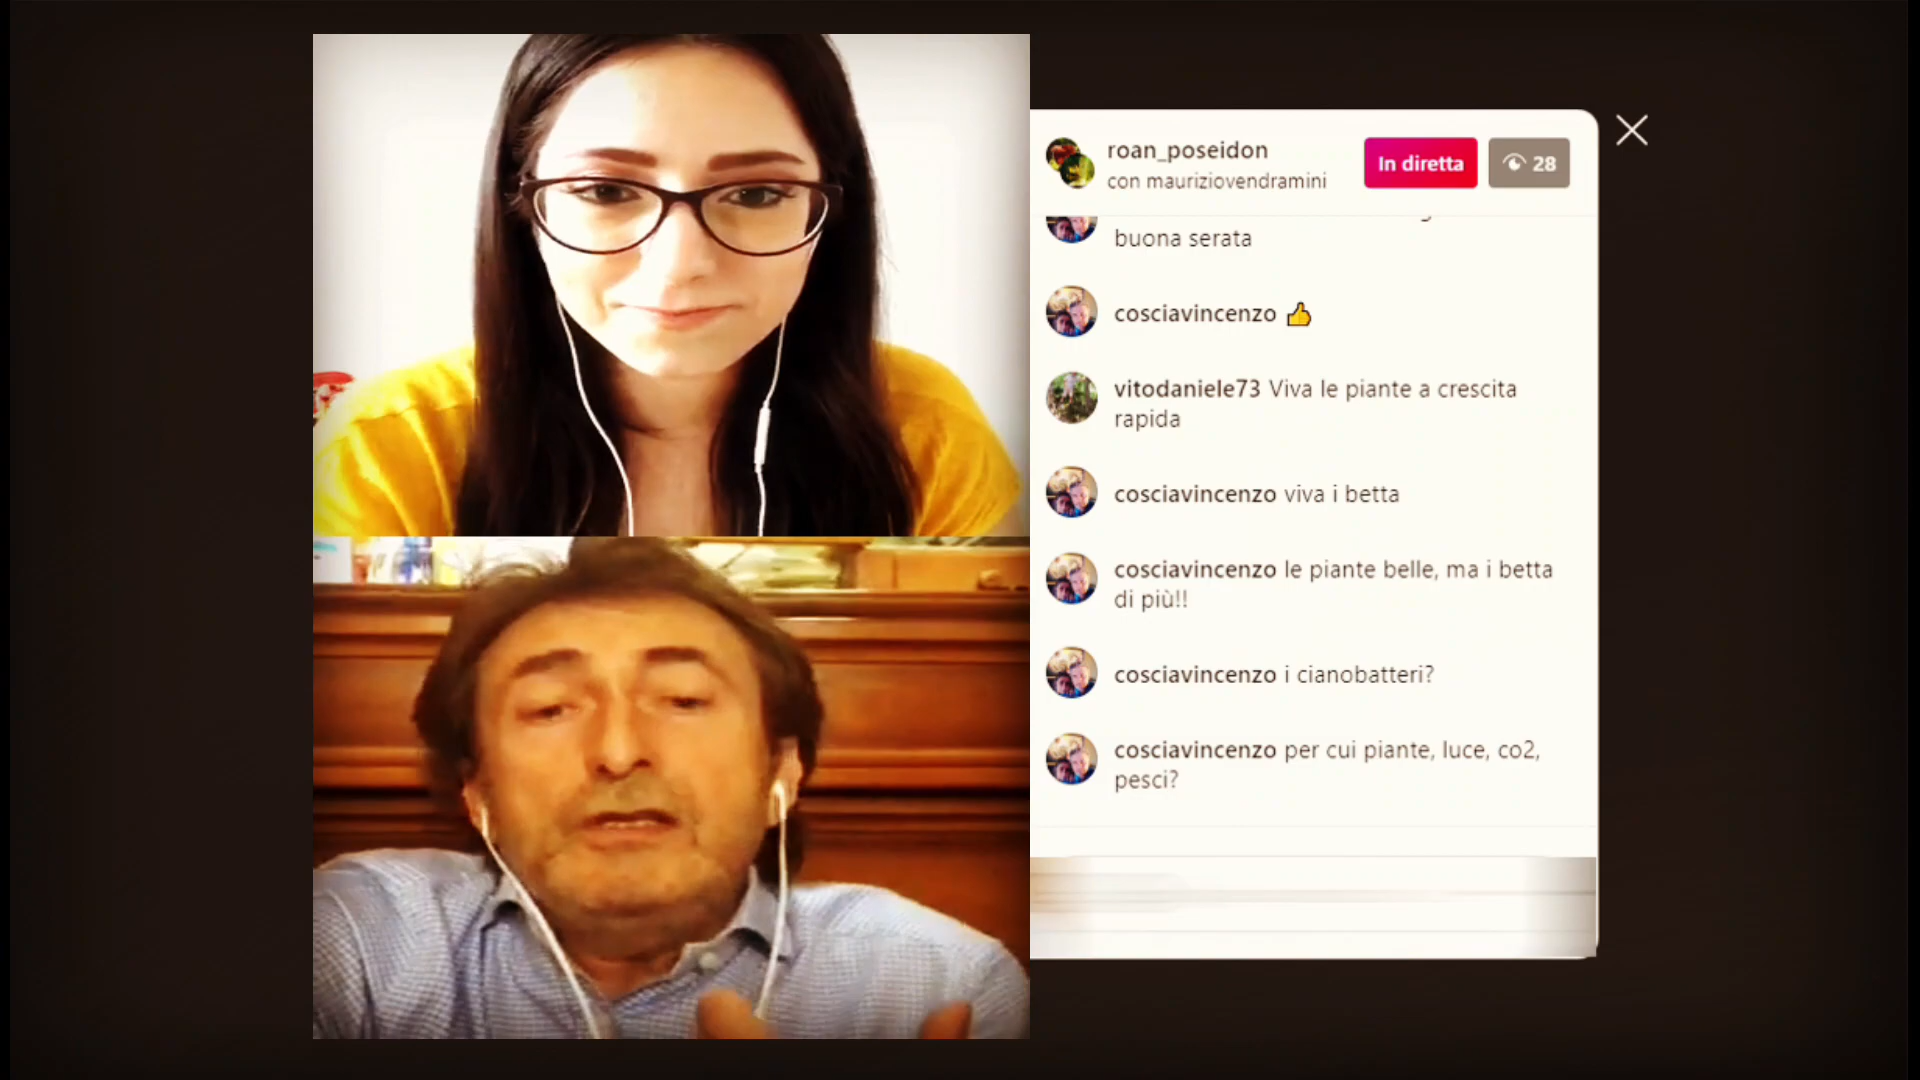 roan_poseidon
con mauriziovendramini
In diretta
28
buona serata
cosciavincenzo 👍
vitodaniele73 Viva le piante a crescita
rapida
cosciavincenzo viva i betta
cosciavincenzo le piante belle, ma i betta
di più!!
cosciavincenzo i cianobatteri?
cosciavincenzo per cui piante, luce, co2,
pesci?